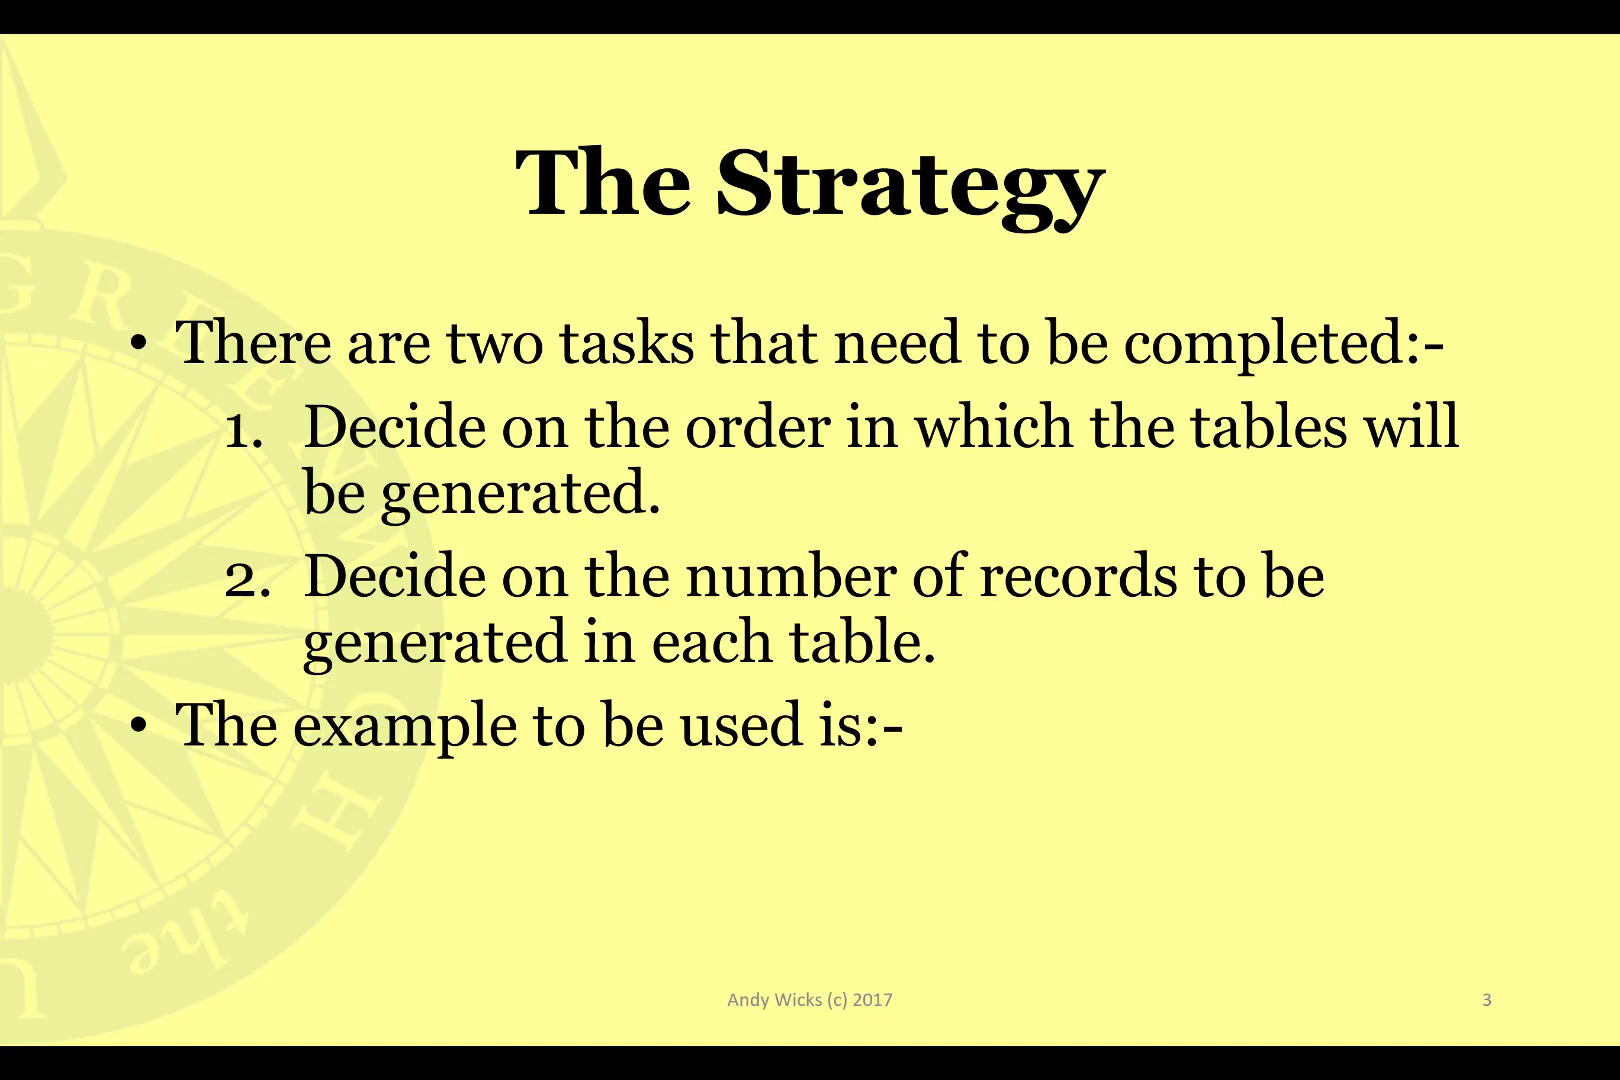 The Strategy
• There are two tasks that need to be completed:-
1. Decide on the order in which the tables will
be generated.
2. Decide on the number of records to be
generated in each table.
• The example to be used is:-
GREENWICH
the
U
Andy Wicks (c) 2017
3